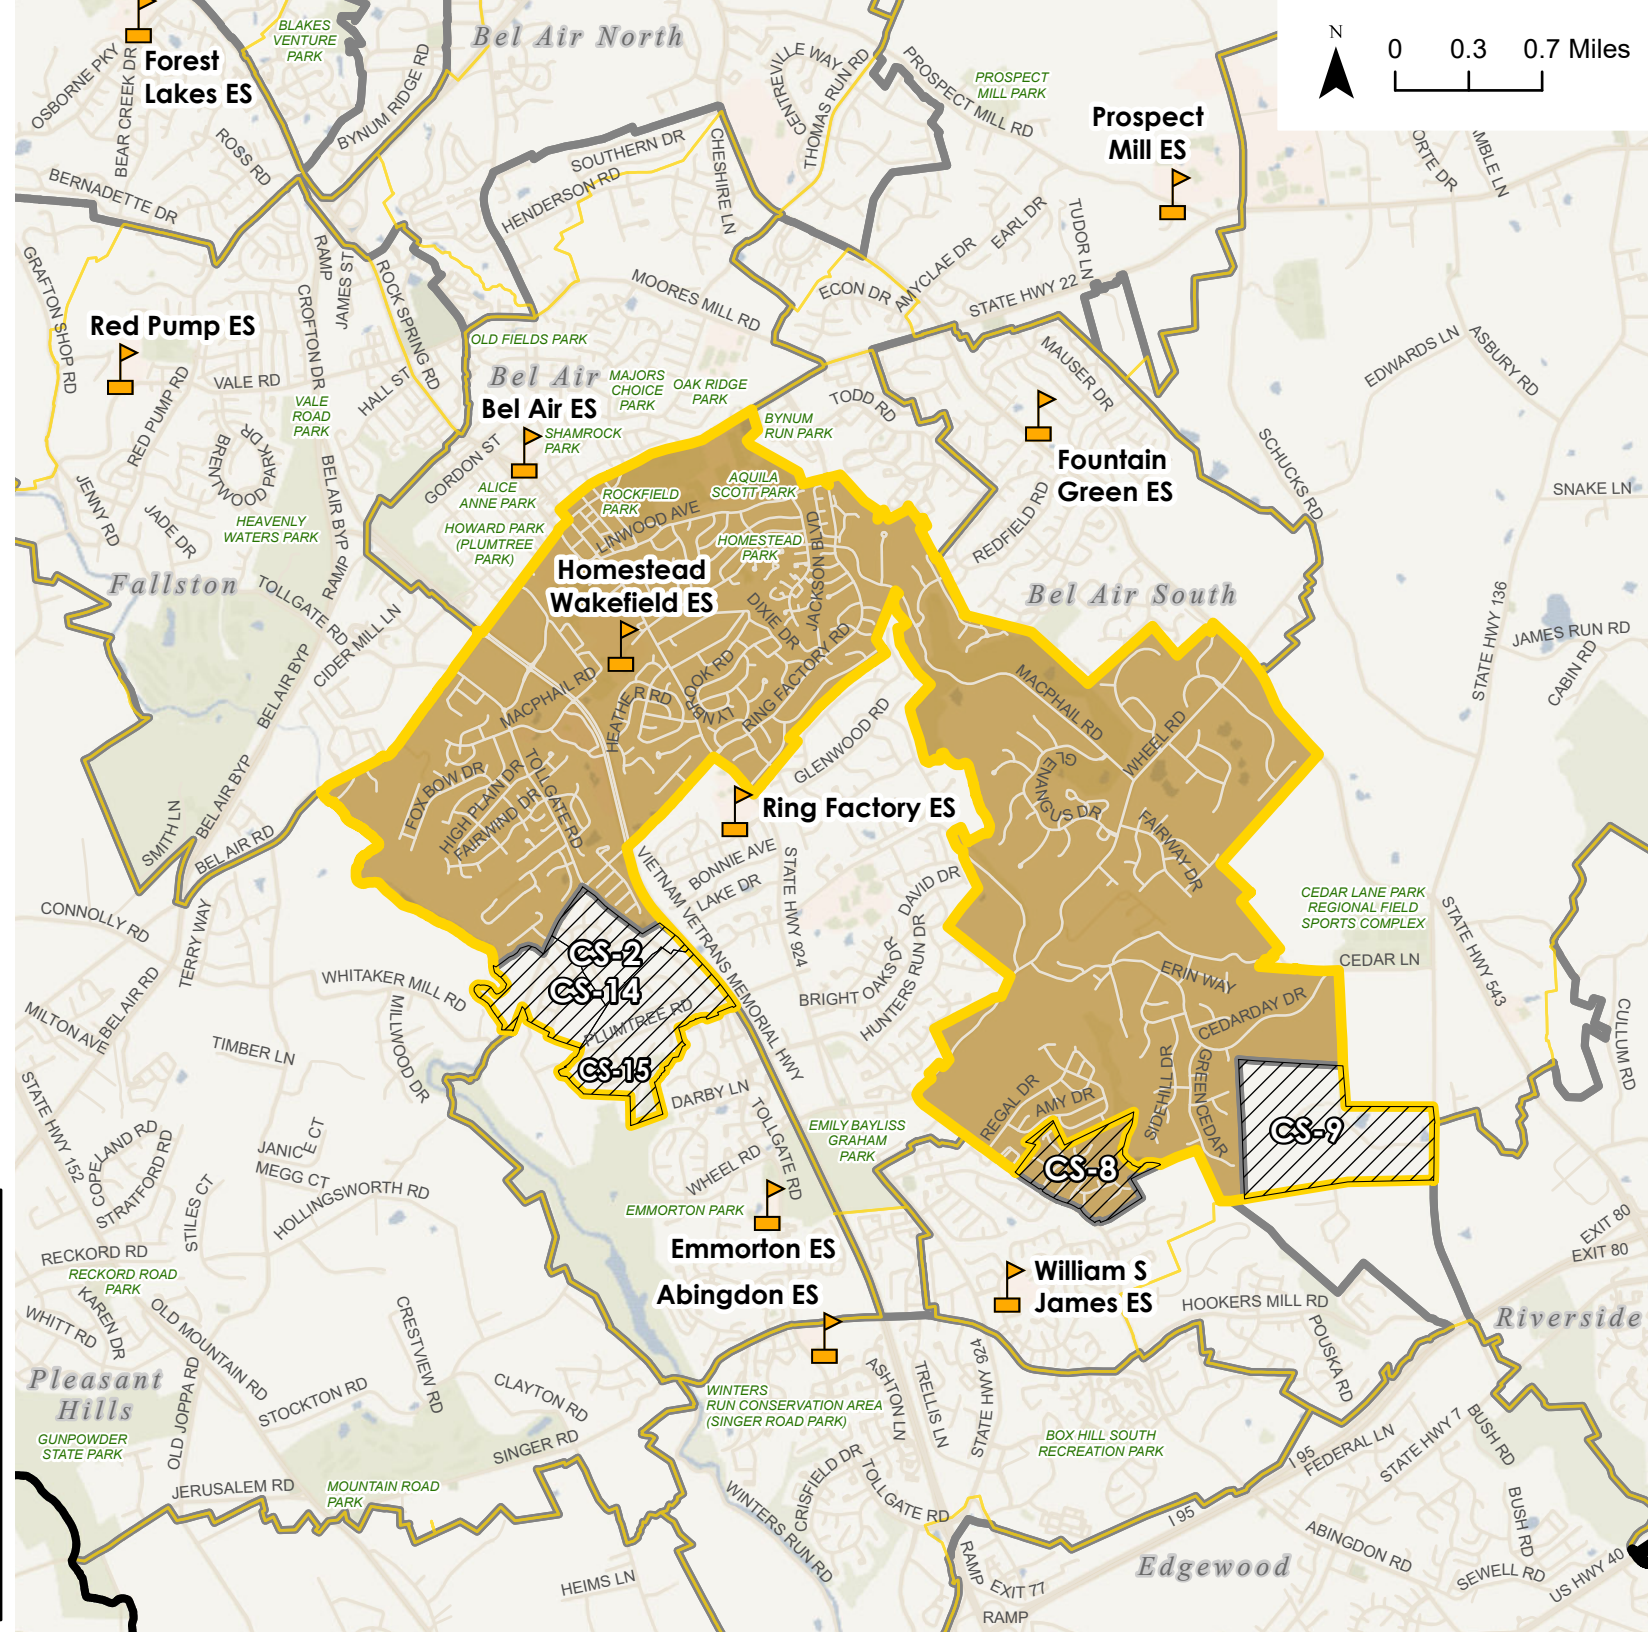 N
0 0.3 0.7 Miles
BLAKES
VENTURE
PARK
Bel Air North
OSBORNE PKY
BEAR CREEK DR
Forest
Lakes ES
BYNUM RIDGE RD
ROSS RD
BERNADETTE DR
CENTREVILLE WAY
THOMAS RUN RD
PROSPECT MILL RD
PROSPECT
MILL PARK
Prospect
Mill ES
SOUTHERN DR
HENDERSON RD
CHESHIRE LN
EARL DR
TUDOR LN
AMYCLAE DR
ECON DR
STATE HWY 22
MOORES MILL RD
GRAFTON SHOP RD
RAMP
JAMES ST
CROFTON DR
ROCK SPRING RD
Red Pump ES
OLD FIELDS PARK
VALE RD
RED PUMP RD
HALL ST
VALE
ROAD
PARK
Bel Air
Bel Air ES
MAJORS
CHOICE
PARK
OAK RIDGE
PARK
SHAMROCK
PARK
BYNUM
RUN PARK
TODD RD
MAUSER DR
EDWARDS LN
ASBURY RD
BRENTWOOD PARK DR
GORDON ST
ALICE
ANNE PARK
HOWARD PARK
(PLUMTREE
PARK)
ROCKFIELD
PARK
AQUILA
SCOTT PARK
LINWOOD AVE
HOMESTEAD
PARK
JACKSON BLVD
Fountain
Green ES
REDFIELD RD
SCHUCKS RD
SNAKE LN
JENNY RD
JADE DR
HEAVENLY
WATERS PARK
BELAIR BYP
RAMP
Fallston
TOLLGATE RD
CIDER MILL LN
BELAIR BYP
Homestead
Wakefield ES
DIXIE DR
RING FACTORY RD
LYNBROOK RD
HEATHER RD
MACPHAIL RD
Bel Air South
STATE HWY 136
JAMES RUN RD
CABIN RD
MACPHAIL RD
WHEEL RD
GLENANGUS DR
FAIRWAY DR
GLENWOOD RD
Ring Factory ES
FOX BOW DR
HIGH PLAIN DR
FAIRWIND DR
TOLLGATE RD
SMITH LN
BELAIR BYP
BEL AIR RD
BONNIE AVE
LAKE DR
STATE HWY 924
VIETNAM VETRANS MEMORIAL HWY
DAVID DR
BRIGHT OAKS DR
HUNTERS RUN DR
CEDAR LANE PARK
REGIONAL FIELD
SPORTS COMPLEX
CEDAR LN
STATE HWY 543
CULLUM RD
CONNOLLY RD
TERRY WAY
BELAIR RD
MILTON AVE
WHITAKER MILL RD
MILLWOOD DR
TIMBER LN
CS-2
CS-14
PLUMTREE RD
CS-15
DARBY LN
ERIN WAY
CEDARDAY DR
GREENCEDAR
SIDEHILL DR
REGAL DR
AMY DR
CS-8
CS-9
STATE HWY 152
COPELAND RD
STRATFORD RD
STILES CT
JANICE CT
MEGG CT
HOLLINGSWORTH RD
EMILY BAYLISS
GRAHAM
PARK
WHEEL RD
TOLLGATE RD
EMMORTON PARK
Emmorton ES
Abingdon ES
William S
James ES
HOOKERS MILL RD
POUSKA RD
EXIT 80
EXIT 80
Riverside
RECKORD RD
RECKORD ROAD
PARK
WHITT RD
KAREN DR
OLD MOUNTAIN RD
OLD JOPPA RD
CRESTVIEW RD
STOCKTON RD
CLAYTON RD
SINGER RD
Pleasant
Hills
GUNPOWDER
STATE PARK
JERUSALEM RD
MOUNTAIN ROAD
PARK
WINTERS
RUN CONSERVATION AREA
(SINGER ROAD PARK)
ASHTON LN
TRELLIS LN
STATE HWY 924
BOX HILL SOUTH
RECREATION PARK
CRISFIELD DR
TOLLGATE RD
WINTERS RUN RD
HEIMS LN
I 95
FEDERAL LN
STATE HWY 7
BUSH RD
BUSH RD
I 95
ABINGDON RD
SEWELL RD
US HWY 40
Edgewood
RAMP
EXIT 77
RAMP